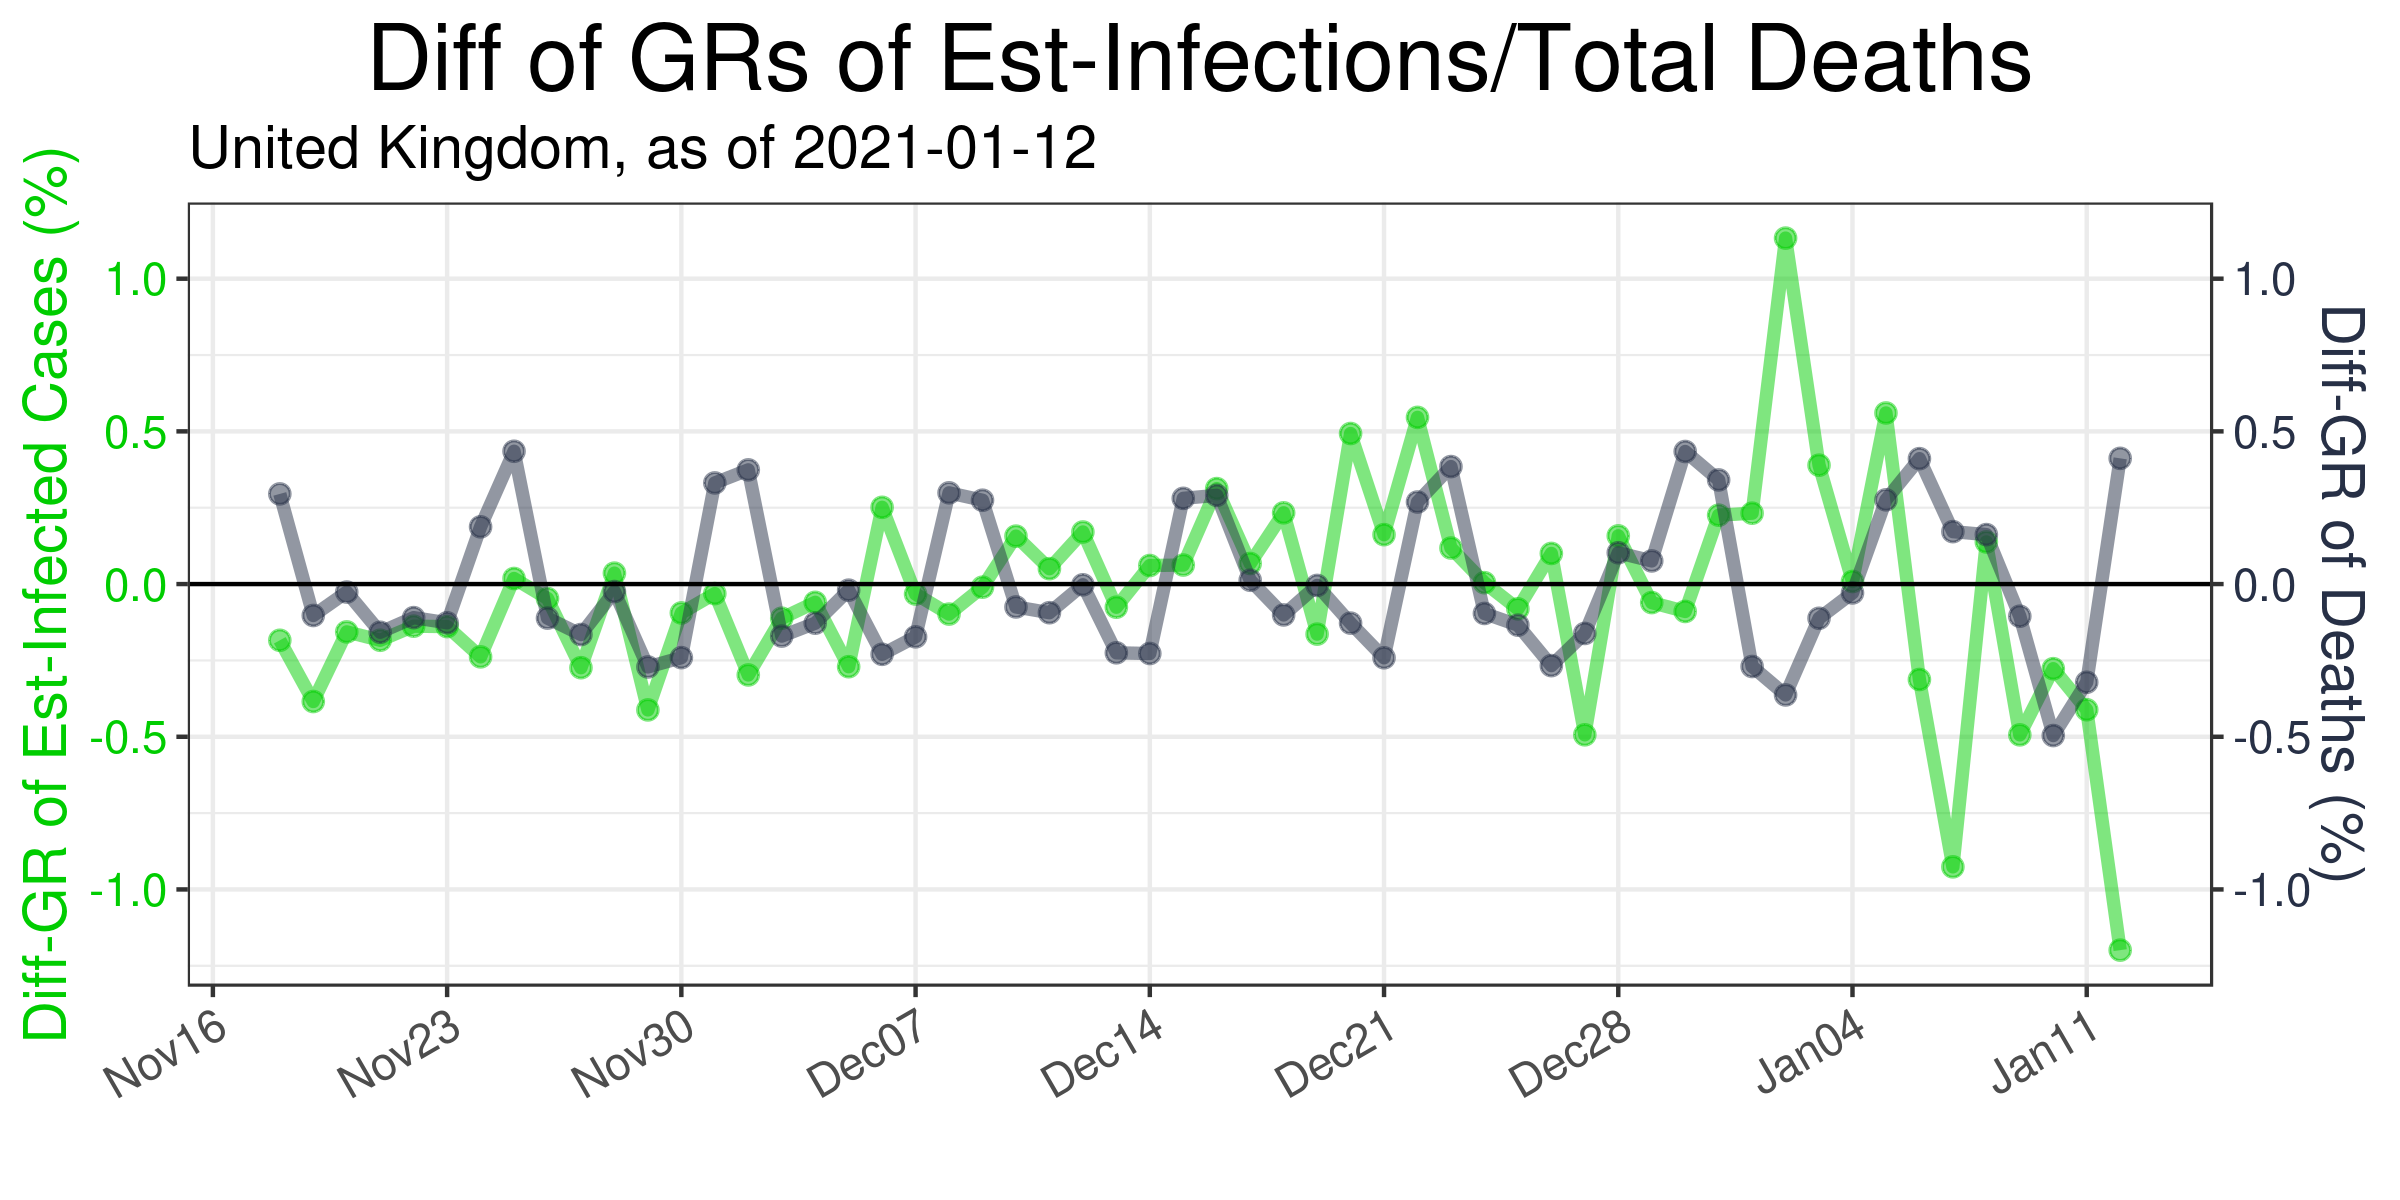 Diff of GRs of Est-Infections/Total Deaths
United Kingdom, as of 2021-01-12
Diff-GR of Est-Infected Cases (%)
1.0
0.5
0.0
-0.5
-1.0
1.0
0.5
0.0
-0.5
-1.0
Diff-GR of Deaths (%)
Nov16
Nov23
Nov30
Dec07
Dec14
Dec21
Dec28
Jan04
Jan11